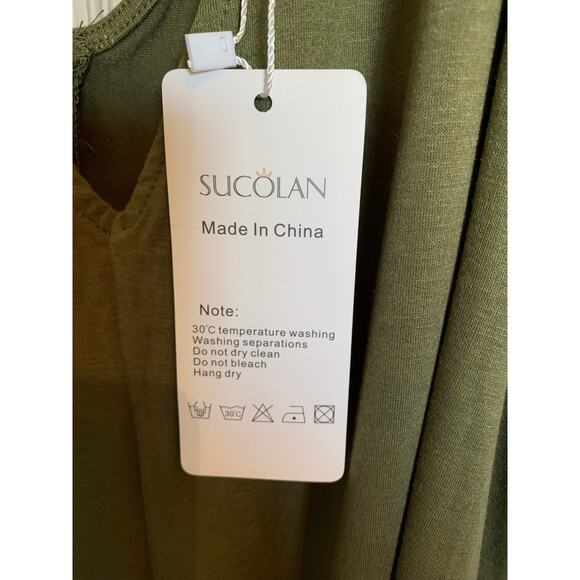 SUCOLAN
Made In China
Note:
30°C temperature washing
Washing separations
Do not dry clean
Do not bleach
Hang dry
30°C